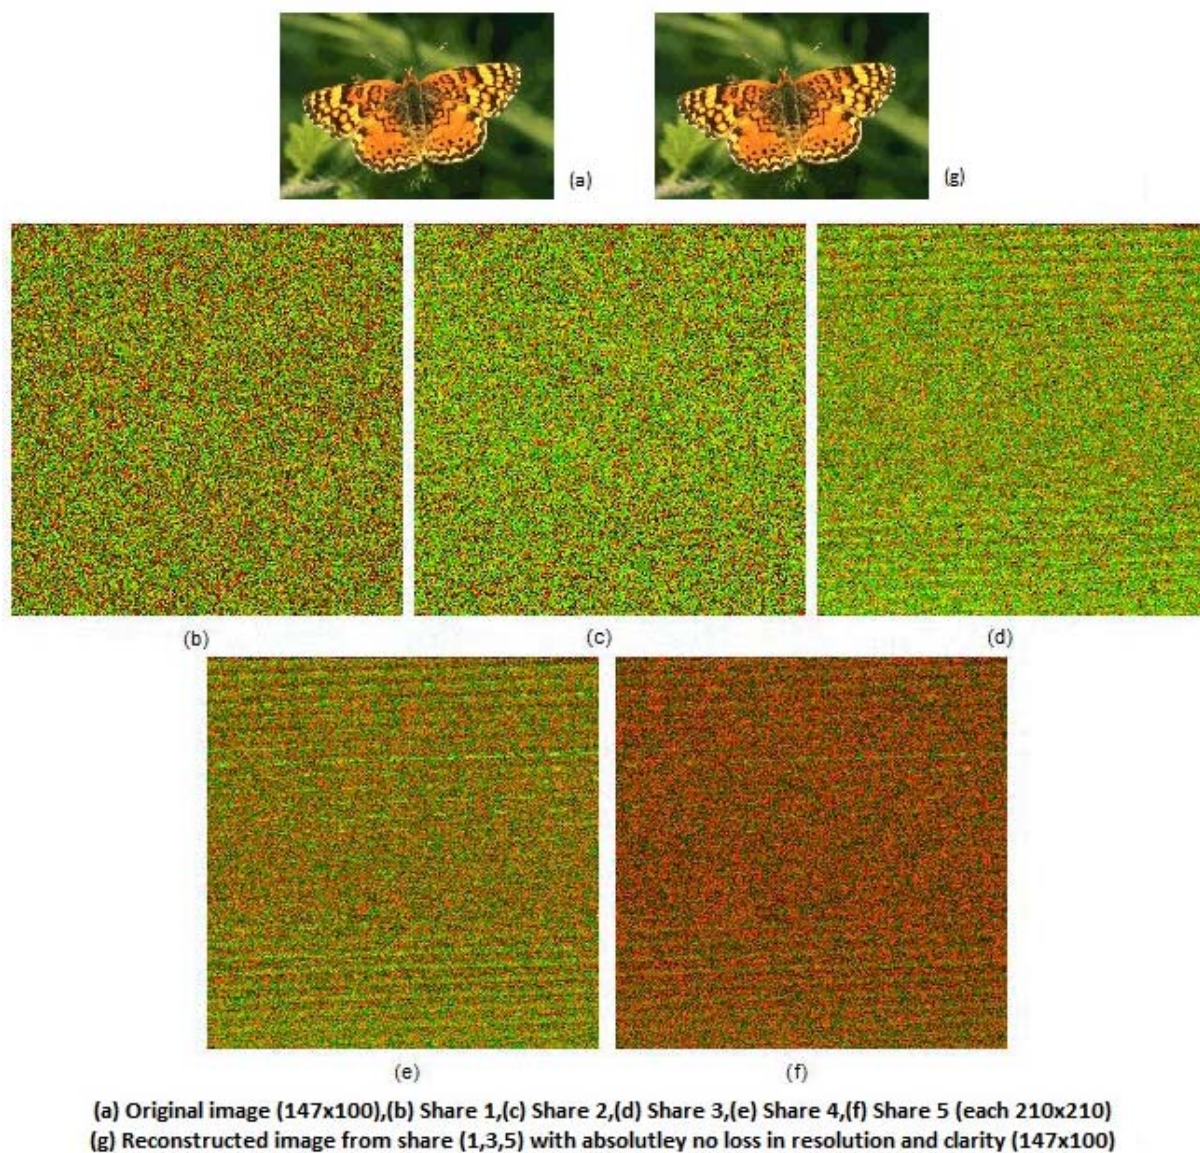 (a)
(g)
(b)
(c)
(d)
(e)
(f)
(a) Original image (147x100),(b) Share 1,(c) Share 2,(d) Share 3,(e) Share 4,(f) Share 5 (each 210x210)
(g) Reconstructed image from share (1,3,5) with absolutley no loss in resolution and clarity (147x100)